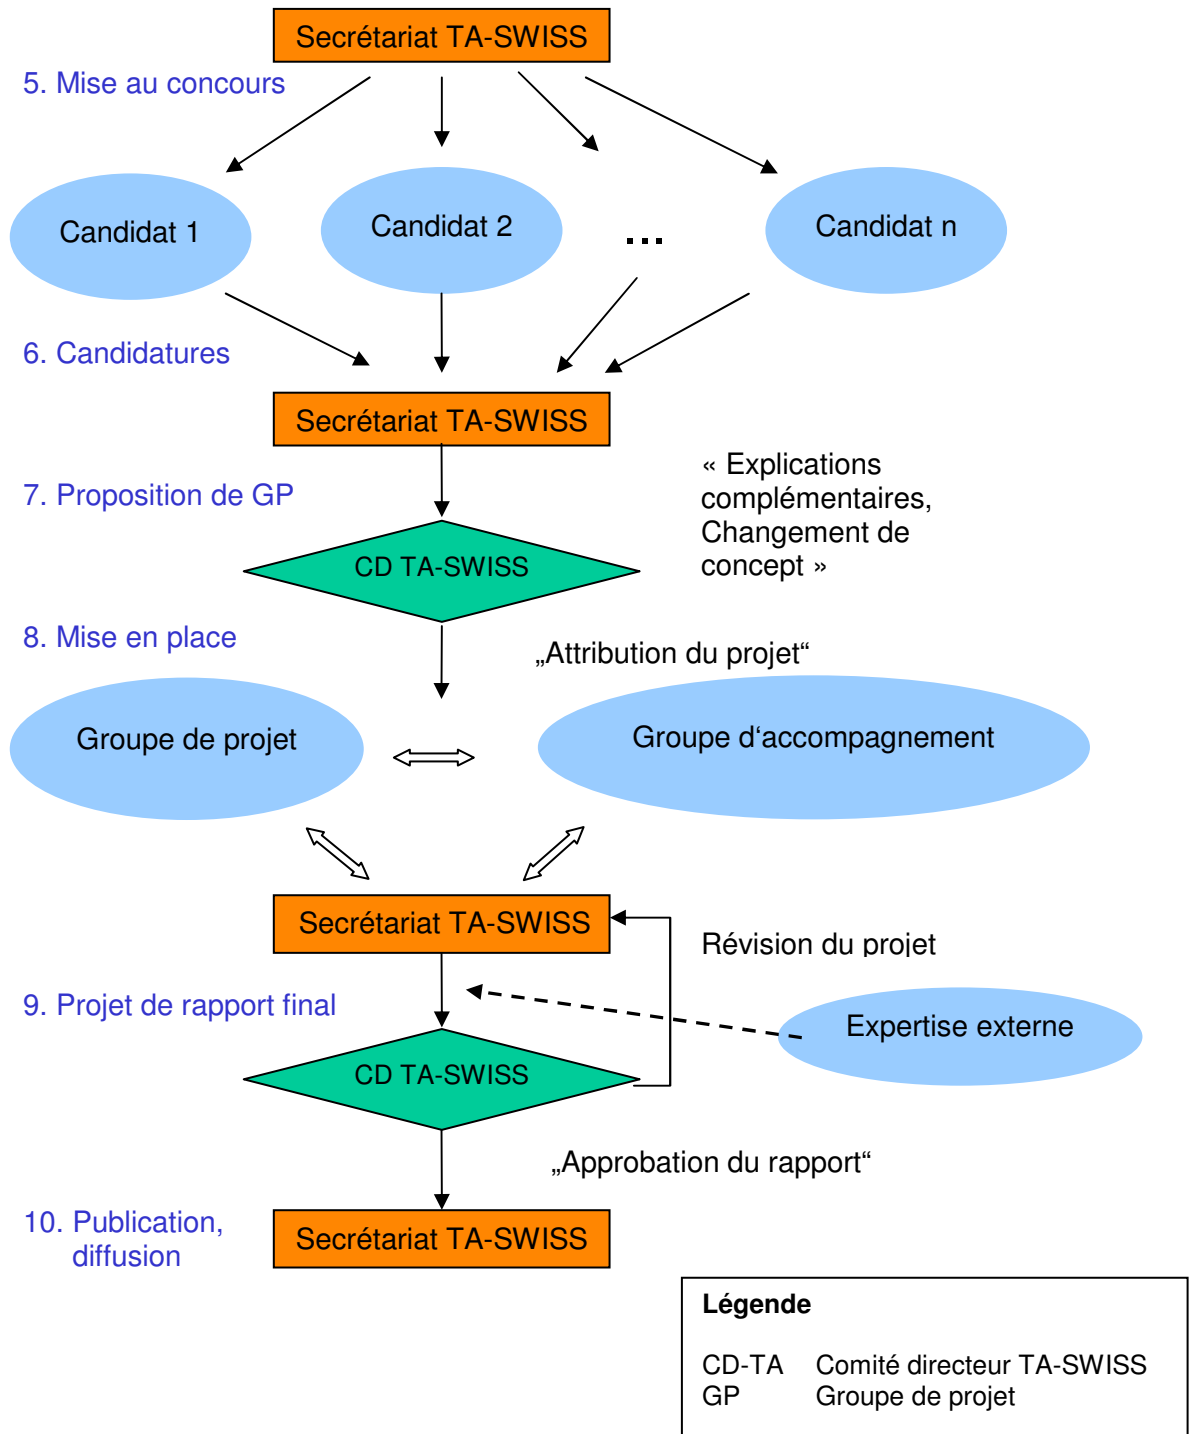 Secrétariat TA-SWISS
5. Mise au concours
Candidat 1
Candidat 2
...
Candidat n
6. Candidatures
Secrétariat TA-SWISS
7. Proposition de GP
« Explications
complémentaires,
Changement de
concept »
CD TA-SWISS
8. Mise en place
„Attribution du projet“
Groupe de projet
Groupe d‘accompagnement
Secrétariat TA-SWISS
Révision du projet
9. Projet de rapport final
Expertise externe
CD TA-SWISS
„Approbation du rapport“
10. Publication,
diffusion
Secrétariat TA-SWISS
Légende
CD-TA Comité directeur TA-SWISS
GP Groupe de projet